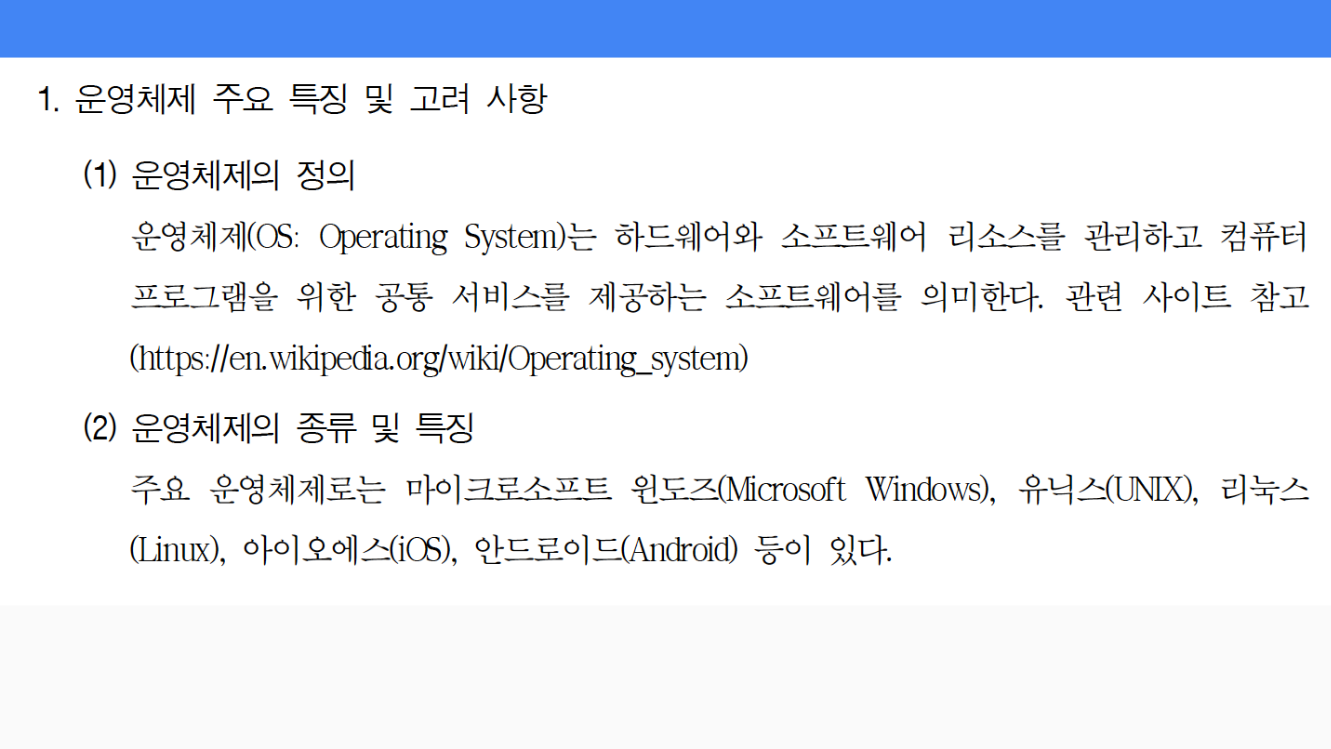 1. 운영체제 주요 특징 및 고려 사항
(1) 운영체제의 정의
운영체제(OS: Operating System)는 하드웨어와 소프트웨어 리소스를 관리하고 컴퓨터
프로그램을 위한 공통 서비스를 제공하는 소프트웨어를 의미한다. 관련 사이트 참고
(https://en.wikipedia.org/wiki/Operating_system)
(2) 운영체제의 종류 및 특징
주요 운영체제로는 마이크로소프트 윈도즈(Microsoft Windows), 유닉스(UNIX), 리눅스
(Linux), 아이오에스(iOS), 안드로이드(Android) 등이 있다.